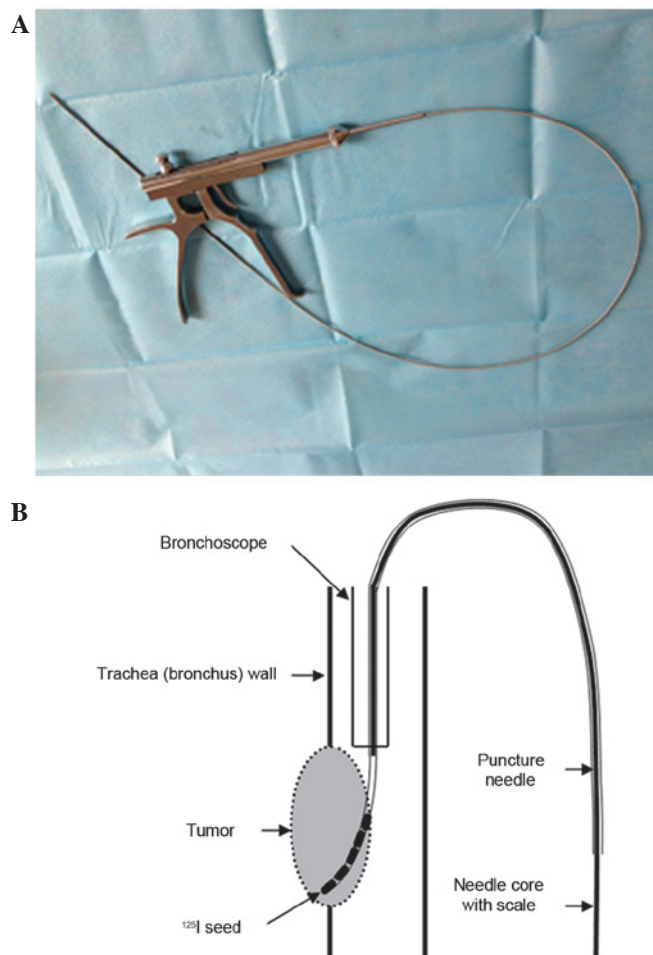 A
B
Bronchoscope
Trachea (bronchus) wall
Puncture
needle
Tumor
Needle core
with scale
¹²⁵I seed